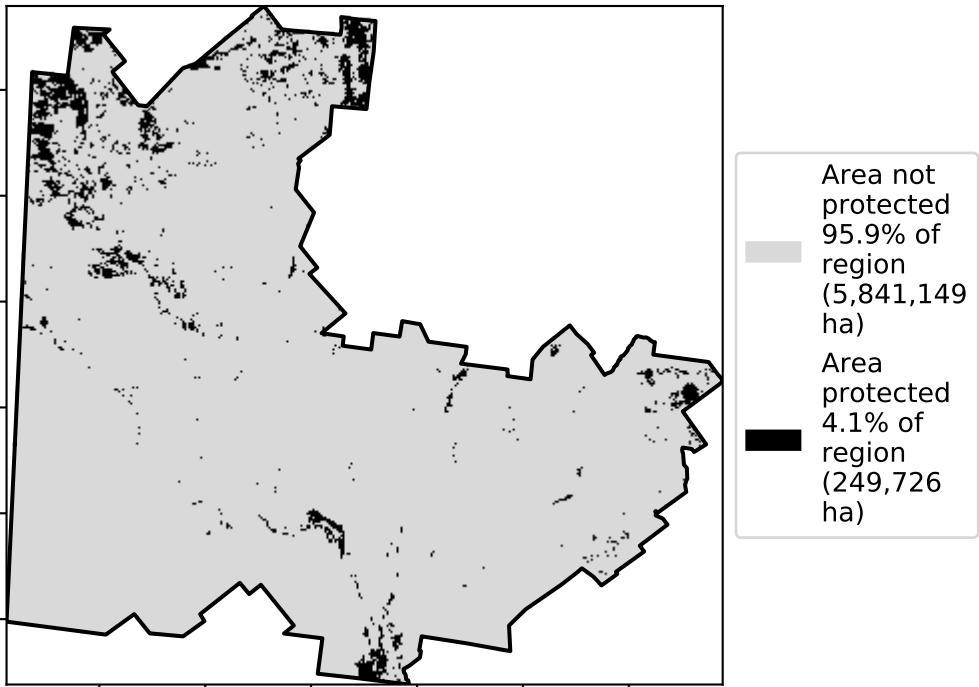 Area not
protected
95.9% of
region
(5,841,149
ha)
Area
protected
4.1% of
region
(249,726
ha)